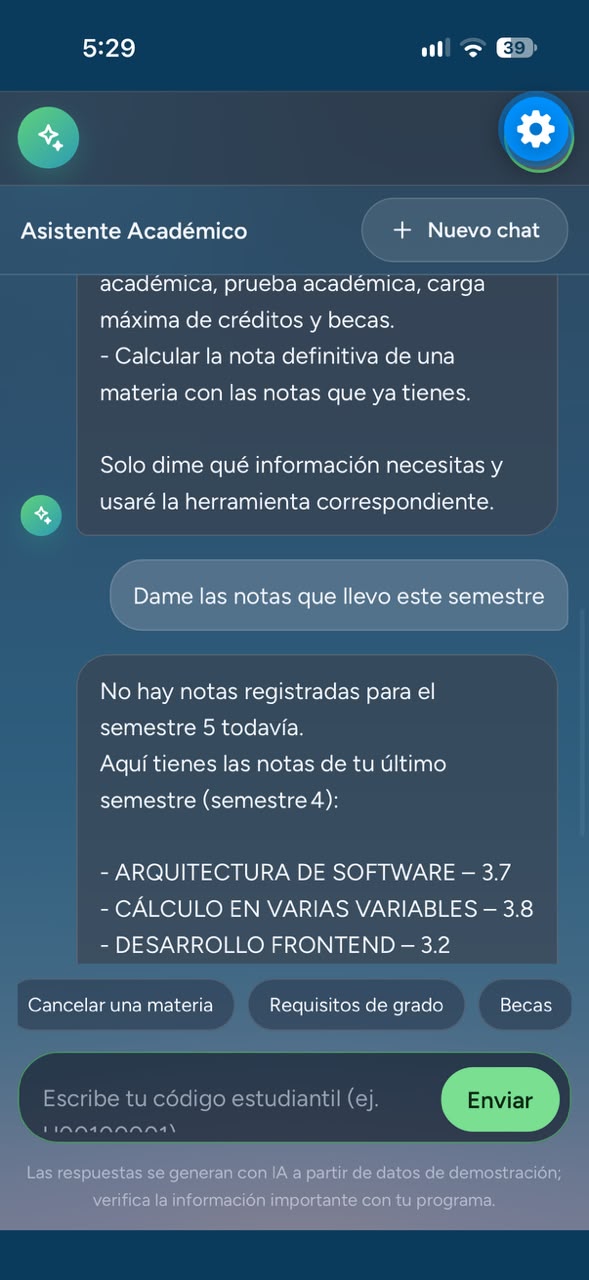 5:29
39
Asistente Académico
+ Nuevo chat
académica, prueba académica, carga
máxima de créditos y becas.
- Calcular la nota definitiva de una
materia con las notas que ya tienes.
Solo dime qué información necesitas y
usaré la herramienta correspondiente.
Dame las notas que llevo este semestre
No hay notas registradas para el
semestre 5 todavía.
Aquí tienes las notas de tu último
semestre (semestre 4):
- ARQUITECTURA DE SOFTWARE – 3.7
- CÁLCULO EN VARIAS VARIABLES – 3.8
- DESARROLLO FRONTEND – 3.2
Cancelar una materia
Requisitos de grado
Becas
Escribe tu código estudiantil (ej.
Enviar
Las respuestas se generan con IA a partir de datos de demostración;
verifica la información importante con tu programa.